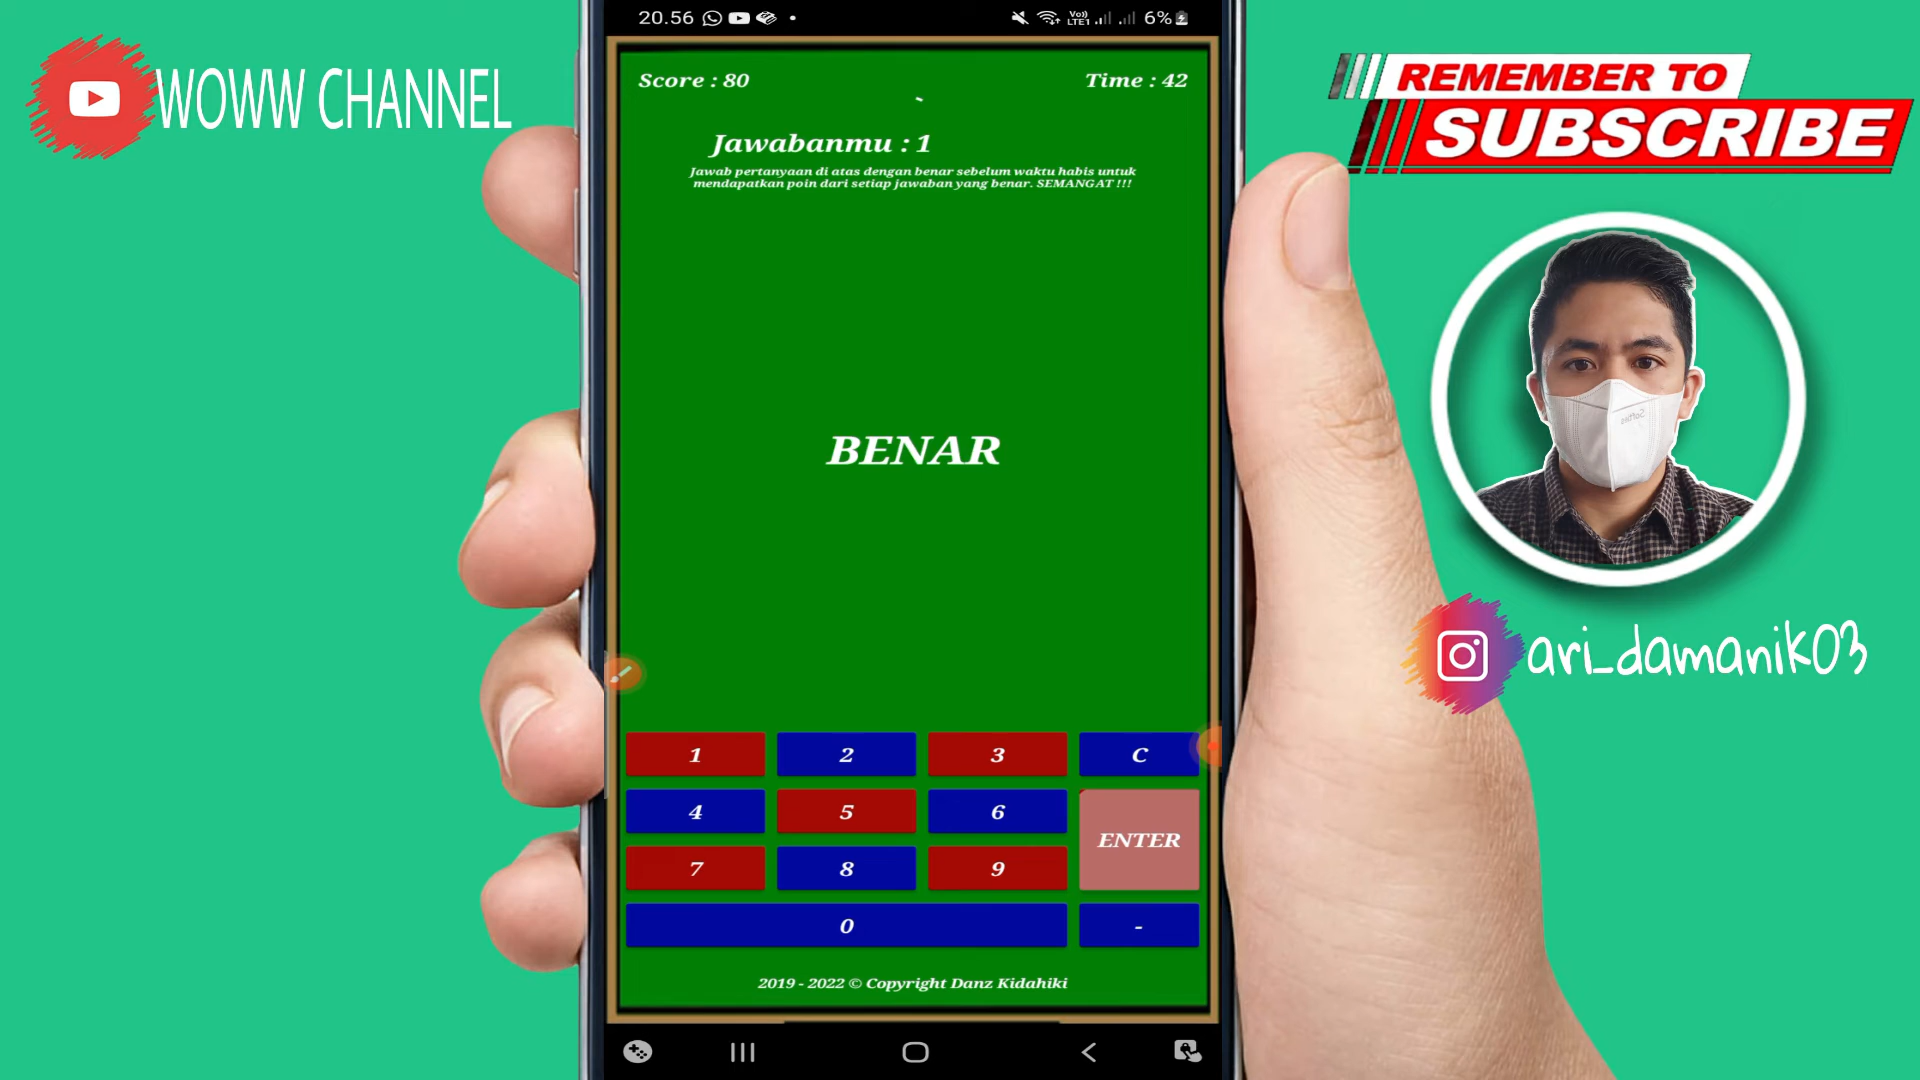 20.56
Vo))
LTE1
6%
WOWW CHANNEL
REMEMBER TO
SUBSCRIBE
Score : 80
Time : 42
Jawabanmu : 1
Jawab pertanyaan di atas dengan benar sebelum waktu habis untuk
mendapatkan poin dari setiap jawaban yang benar. SEMANGAT !!!
BENAR
ari_damanik03
1 2 3 C
4 5 6
ENTER
7 8 9
0 -
2019 - 2022 © Copyright Danz Kidahiki